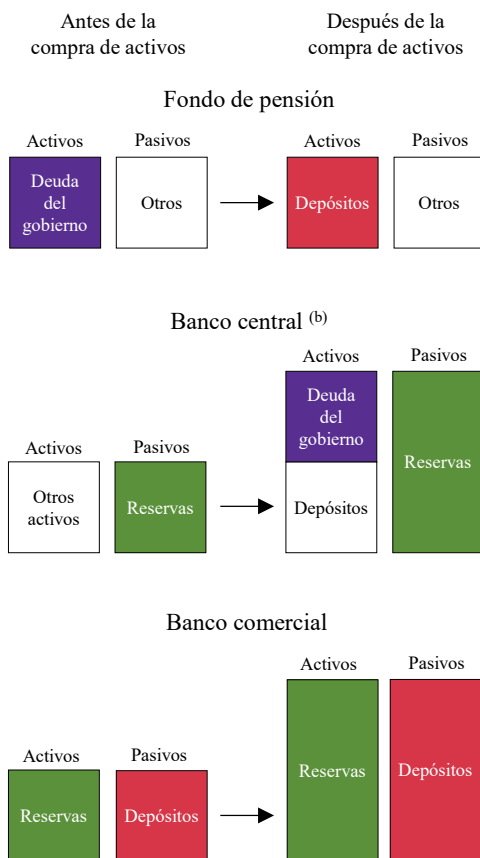 Antes de la
compra de activos
Después de la
compra de activos
Fondo de pensión
Activos
Pasivos
Activos
Pasivos
Deuda
del
gobierno
Otros
Depósitos
Otros
Banco central (b)
Activos
Pasivos
Deuda
del
gobierno
Activos
Pasivos
Reservas
Otros
activos
Reservas
Depósitos
Banco comercial
Activos
Pasivos
Activos
Pasivos
Reservas
Depósitos
Reservas
Depósitos